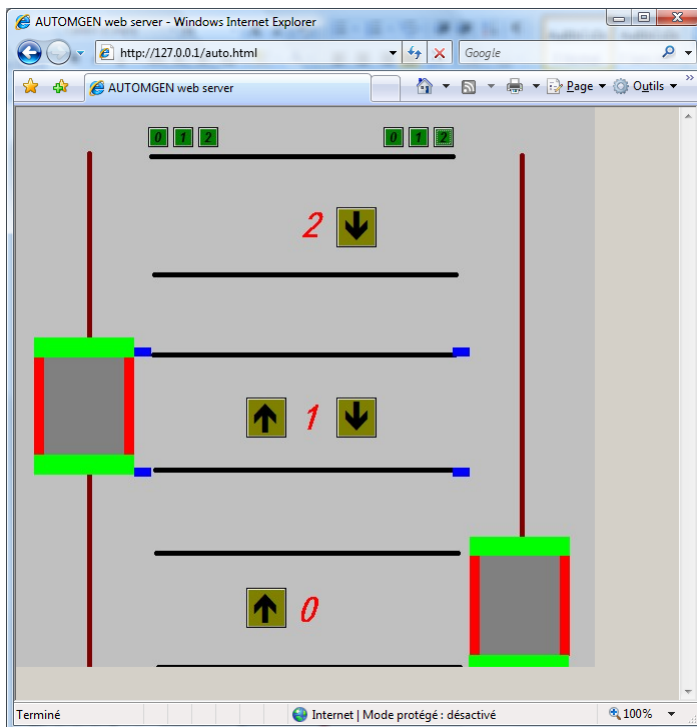 AUTOMGEN web server - Windows Internet Explorer
http://127.0.0.1/auto.html
Google
AUTOMGEN web server
Page
Outils
0 1 2
0 1 2
2
1
0
Terminé
Internet | Mode protégé : désactivé
100%